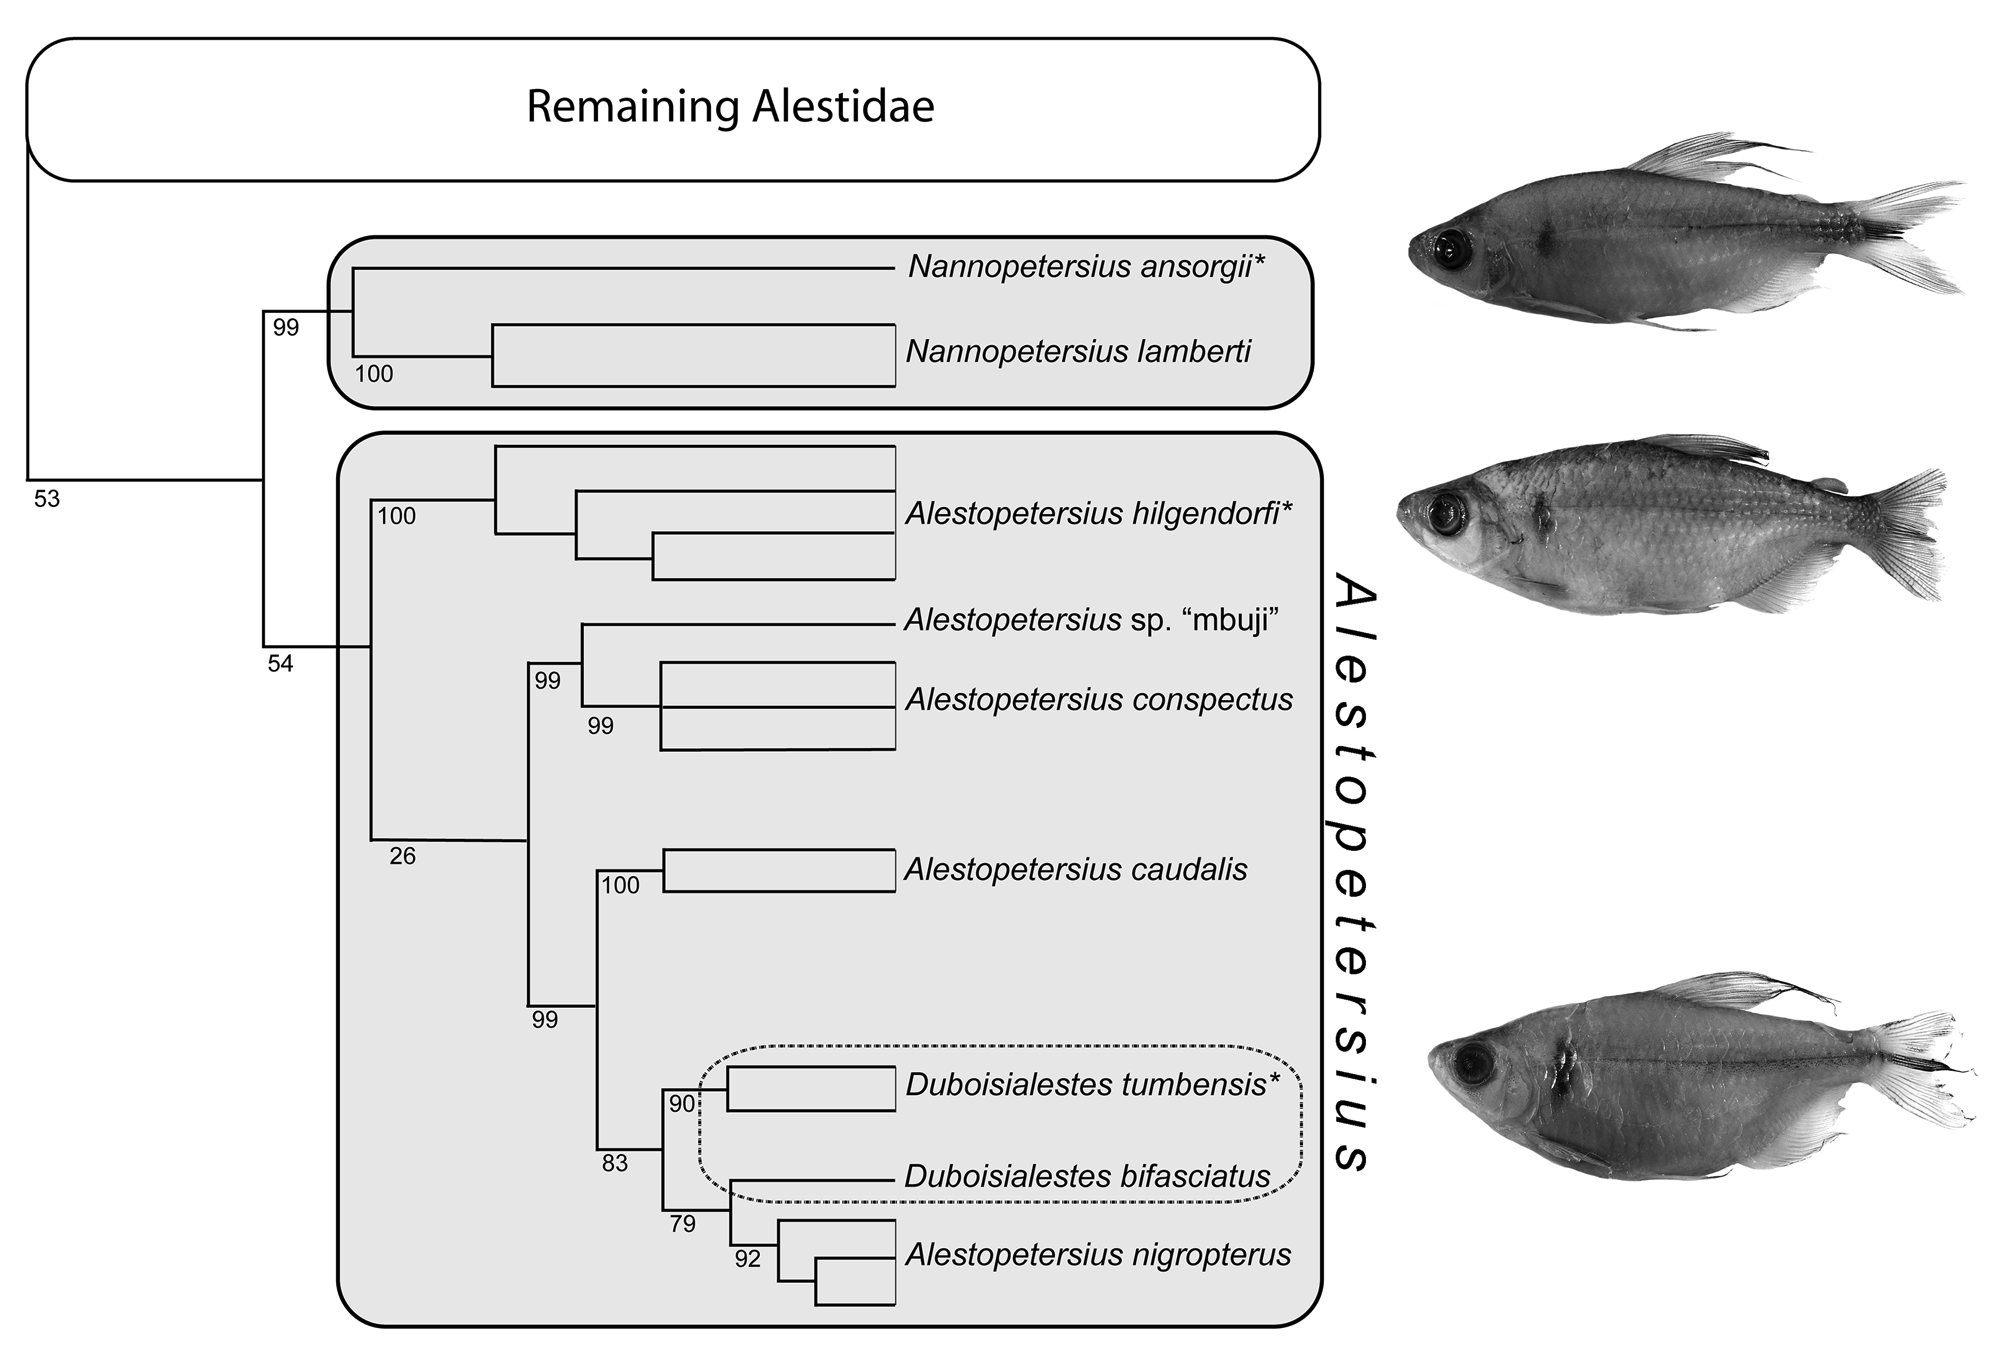 Remaining Alestidae
Nannopetersius ansorgii*
99
Nannopetersius lamberti
100
53
Alestopetersius hilgendorfi*
100
Alestopetersius sp. “mbuji”
54
99
Alestopetersius conspectus
99
26
Alestopetersius caudalis
100
99
Duboisialestes tumbensis*
90
83
Duboisialestes bifasciatus
79
Alestopetersius nigropterus
92
Alestopetersius